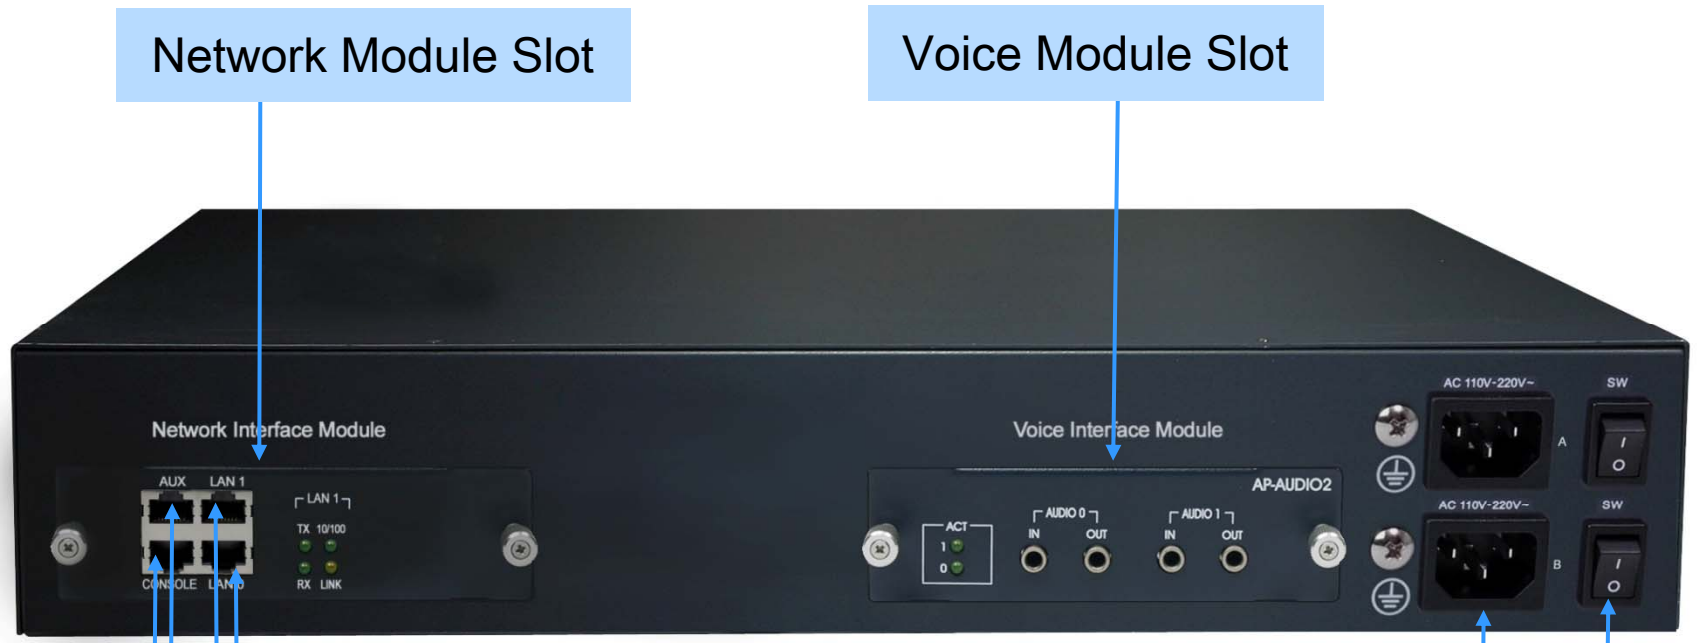 Network Module Slot
Voice Module Slot
AC 110V-220V~
SW
Network Interface Module
Voice Interface Module
A
I
O
AUX LAN 1
LAN 1
AP-AUDIO2
AC 110V-220V~
SW
TX 10/100
ACT
AUDIO 0
AUDIO 1
IN OUT IN OUT
1
0
B
I
O
CONSOLE LAN 0
RX LINK